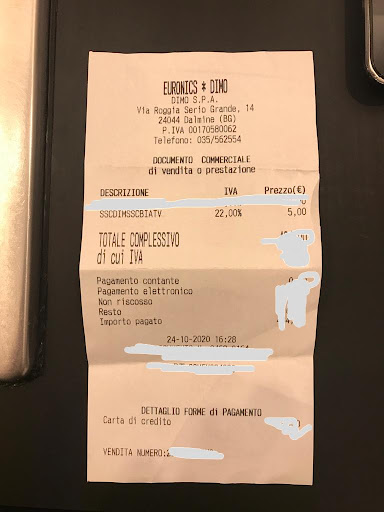 EURONICS * DIMO
DIMO S.P.A.
Via Roggia Serio Grande, 14
24044 Dalmine (BG)
P.IVA 00170580062
Telefono: 035/562554
DOCUMENTO COMMERCIALE
di vendita o prestazione
DESCRIZIONE IVA Prezzo(€)
SSCDIMSSCBIATV 22,00% 5,00
TOTALE COMPLESSIVO
di cui IVA
Pagamento contante
Pagamento elettronico
Non riscosso
Resto
Importo pagato
24-10-2020 16:28
DETTAGLIO FORME di PAGAMENTO
Carta di credito
VENDITA NUMERO: